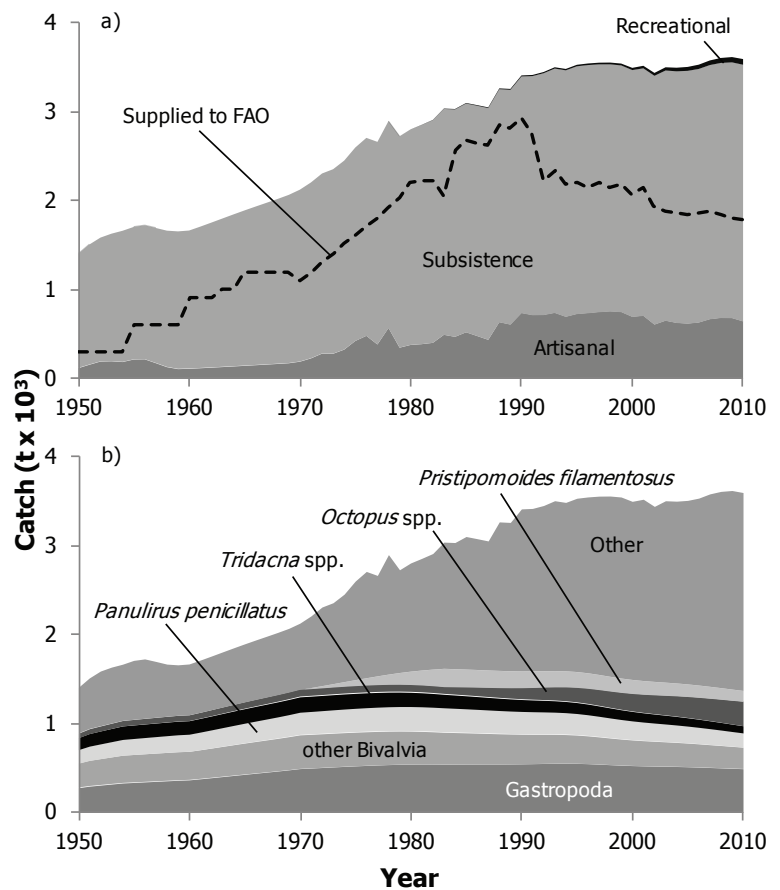 a)
4
3
2
1
0
Recreational
Supplied to FAO
Subsistence
Artisanal
1950 1960 1970 1980 1990 2000 2010
Catch (t x 10³)
b)
4
3
2
1
0
Pristipomoides filamentosus
Octopus spp.
Other
Tridacna spp.
Panulirus penicillatus
other Bivalvia
Gastropoda
1950 1960 1970 1980 1990 2000 2010
Year